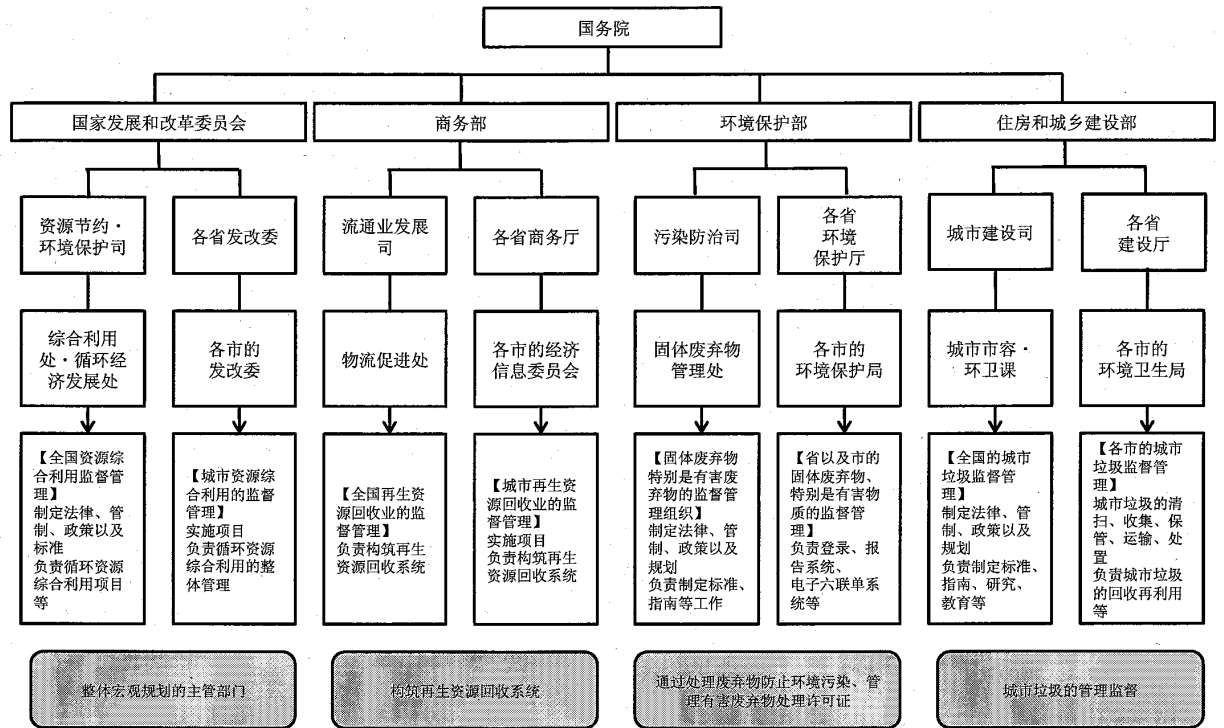 国务院
国家发展和改革委员会
商务部
环境保护部
住房和城乡建设部
资源节约・
环境保护司
各省发改委
流通业发展
司
各省商务厅
污染防治司
各省
环境
保护厅
城市建设司
各省
建设厅
综合利用
处・循环经
济发展处
各市的
发改委
物流促进处
各市的经济
信息委员会
固体废弃物
管理处
各市的
环境保护局
城市市容・
环卫课
各市的
环境卫生局
【全国资源综
合利用监督管
理】
制定法律、管
制、政策以及
标准
负责循环资源
综合利用项目
等
【城市资源综
合利用的监督
管理】
实施项目
负责循环资源
综合利用的整
体管理
【全国再生资
源回收业的监
督管理】
负责构筑再生
资源回收系统
【城市再生资
源回收业的监
督管理】
实施项目
负责构筑再生
资源回收系统
【固体废弃物
特别是有害废
弃物的监督管
理组织】
制定法律、管
制、政策以及
规划
负责制定标准、
指南等工作
【省以及市的
固体废弃物、
特别是有害物
质的监督管
理】
负责登录、报
告系统、
电子六联单系
统等
【全国的城市
垃圾监督管
理】
制定法律、管
制、政策以及
规划
负责制定标准、
指南、研究、
教育等
【各市的城市
垃圾监督管
理】
城市垃圾的清
扫、收集、保
管、运输、处
置
负责城市垃圾
的回收再利用
等
整体宏观规划的主管部门
构筑再生资源回收系统
通过处理废弃物防止环境污染、管
理有害废弃物处理许可证
城市垃圾的管理监督